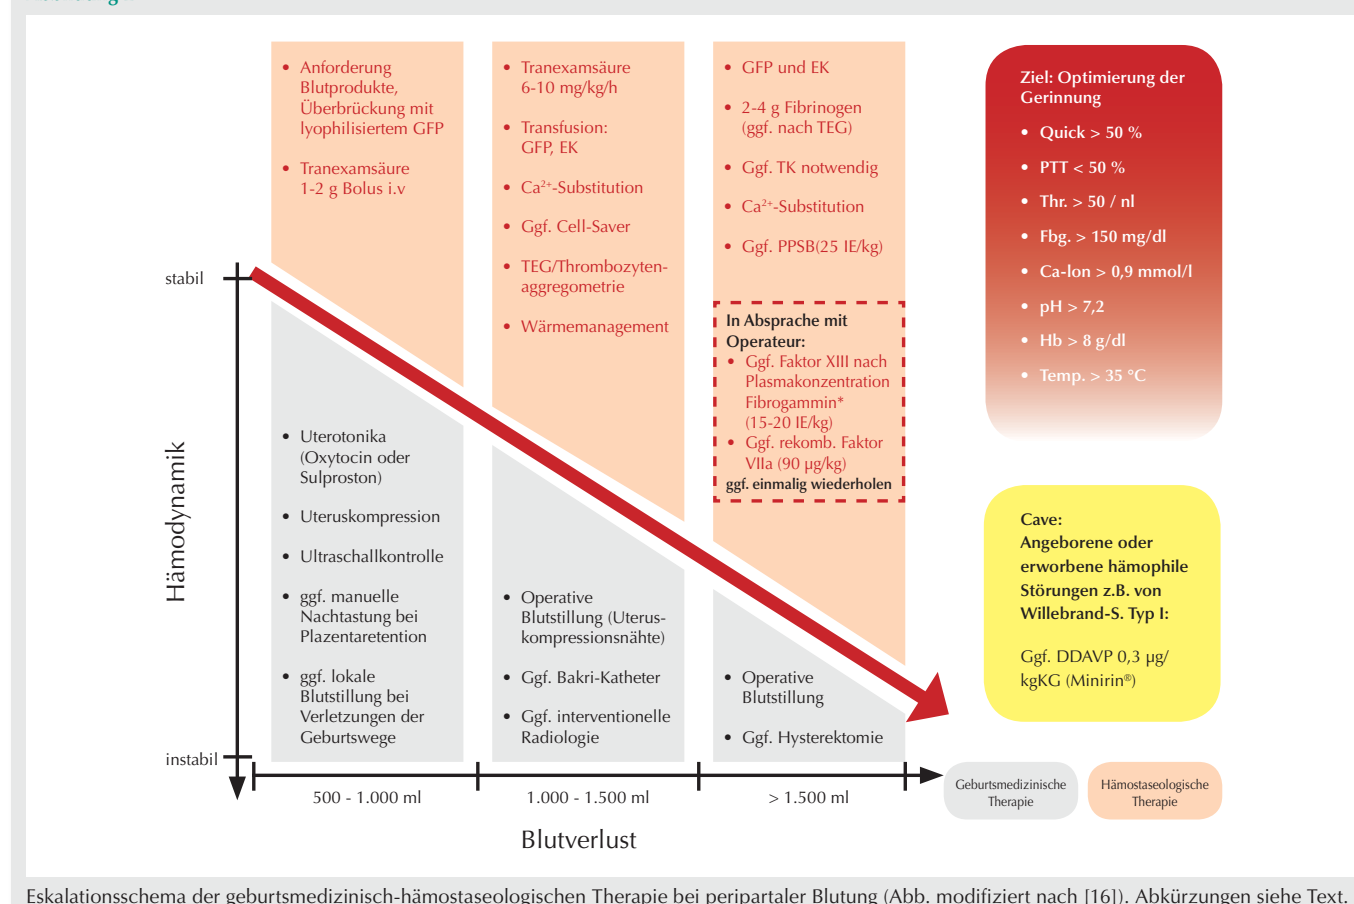 • Anforderung
Blutprodukte,
Überbrückung mit
lyophilisiertem GFP
• Tranexamsäure
1-2 g Bolus i.v
• Tranexamsäure
6-10 mg/kg/h
• Transfusion:
GFP, EK
• Ca²⁺-Substitution
• Ggf. Cell-Saver
• TEG/Thrombozyten-
aggregometrie
• Wärmemanagement
• GFP und EK
• 2-4 g Fibrinogen
(ggf. nach TEG)
• Ggf. TK notwendig
• Ca²⁺-Substitution
• Ggf. PPSB(25 IE/kg)
In Absprache mit
Operateur:
• Ggf. Faktor XIII nach
Plasmakonzentration
Fibrogammin*
(15-20 IE/kg)
• Ggf. rekomb. Faktor
VIIa (90 µg/kg)
ggf. einmalig wiederholen
Ziel: Optimierung der
Gerinnung
• Quick > 50 %
• PTT < 50 %
• Thr. > 50 / nl
• Fbg. > 150 mg/dl
• Ca-Ion > 0,9 mmol/l
• pH > 7,2
• Hb > 8 g/dl
• Temp. > 35 °C
Cave:
Angeborene oder
erworbene hämophile
Störungen z.B. von
Willebrand-S. Typ I:
Ggf. DDAVP 0,3 µg/
kgKG (Minirin®)
stabil
Hämodynamik
instabil
• Uterotonika
(Oxytocin oder
Sulproston)
• Uteruskompression
• Ultraschallkontrolle
• ggf. manuelle
Nachtastung bei
Plazentaretention
• ggf. lokale
Blutstillung bei
Verletzungen der
Geburtswege
• Operative
Blutstillung (Uterus-
kompressionsnähte)
• Ggf. Bakri-Katheter
• Ggf. interventionelle
Radiologie
• Operative
Blutstillung
• Ggf. Hysterektomie
500 - 1.000 ml
1.000 - 1.500 ml
> 1.500 ml
Blutverlust
Geburtsmedizinische
Therapie
Hämostaseologische
Therapie
Eskalationsschema der geburtsmedizinisch-hämostaseologischen Therapie bei peripartaler Blutung (Abb. modifiziert nach [16]). Abkürzungen siehe Text.